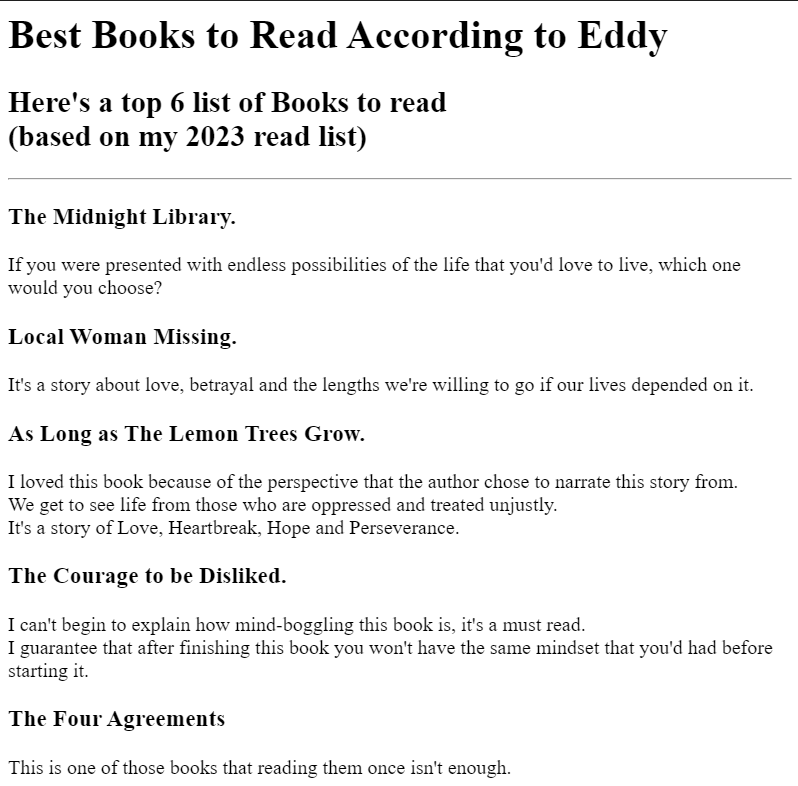 Best Books to Read According to Eddy
Here's a top 6 list of Books to read
(based on my 2023 read list)
The Midnight Library.
If you were presented with endless possibilities of the life that you'd love to live, which one
would you choose?
Local Woman Missing.
It's a story about love, betrayal and the lengths we're willing to go if our lives depended on it.
As Long as The Lemon Trees Grow.
I loved this book because of the perspective that the author chose to narrate this story from.
We get to see life from those who are oppressed and treated unjustly.
It's a story of Love, Heartbreak, Hope and Perseverance.
The Courage to be Disliked.
I can't begin to explain how mind-boggling this book is, it's a must read.
I guarantee that after finishing this book you won't have the same mindset that you'd had before
starting it.
The Four Agreements
This is one of those books that reading them once isn't enough.